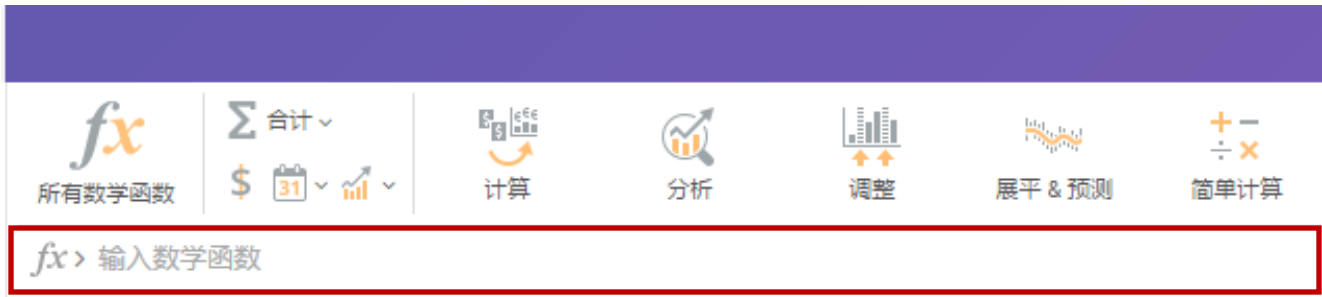 fx
Σ 合计
$ 31
所有数学函数
计算
分析
调整
展平 & 预测
简单计算
fx > 输入数学函数